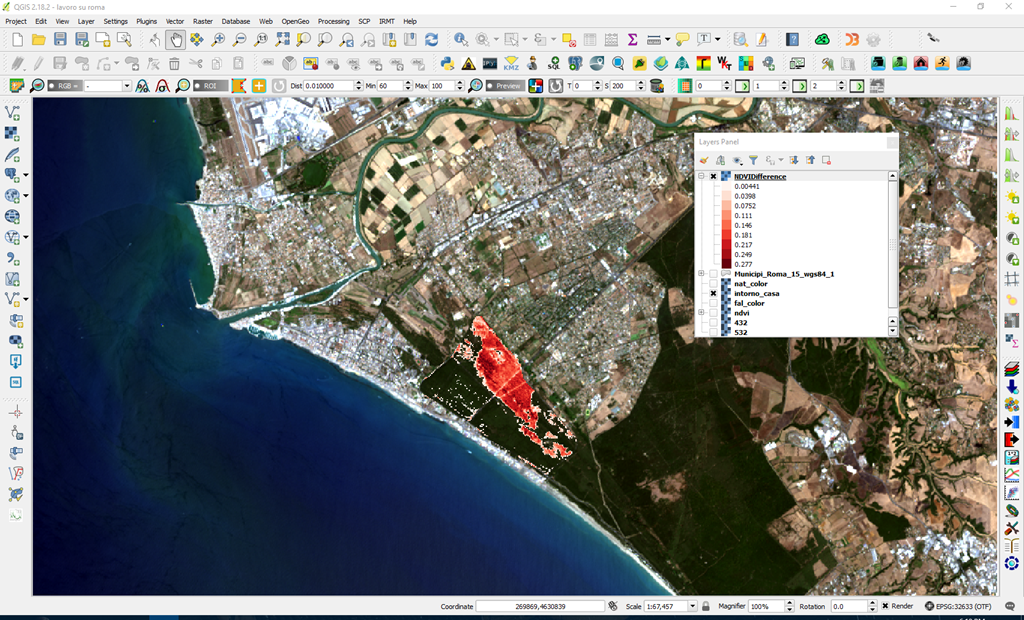 QGIS 2.18.2 - lavoro su roma
Project Edit View Layer Settings Plugins Vector Raster Database Web OpenGeo Processing SCP IRMT Help
RGB = - ROI Dist 0.010000 Min 60 Max 100 Preview T 0 S 200 0 1 2
Layers Panel
NDVIDifference
0.00441
0.0398
0.0752
0.111
0.146
0.181
0.217
0.249
0.277
Municipi_Roma_15_wgs84_1
nat_color
intorno_casa
fal_color
ndvi
432
532
Coordinate 269869,4630839 Scale 1:67,457 Magnifier 100% Rotation 0.0 Render EPSG:32633 (OTF)